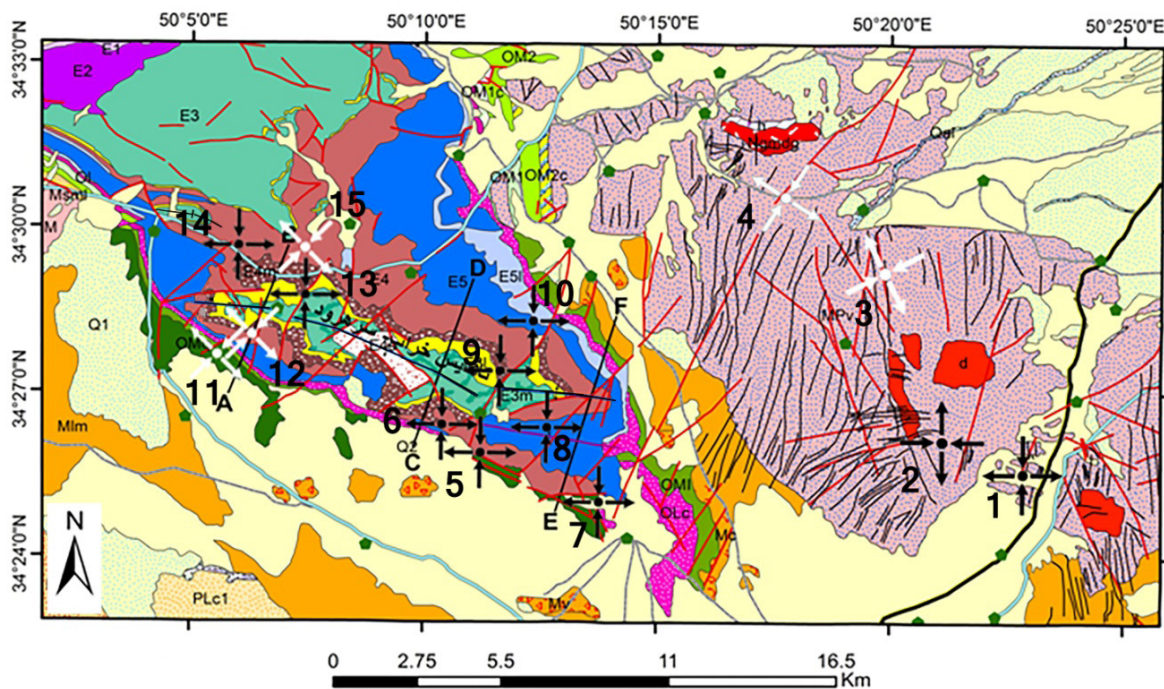 50°5'0"E 50°10'0"E 50°15'0"E 50°20'0"E 50°25'0"E
34°33'0"N
34°30'0"N
34°27'0"N
34°24'0"N
E1
E2
E3
OM2
OM1c
Ngmdg
Qal
OM1
OM2c
4
Msml
M
14
15
E4m
E4
13
D
E5
E5l
10
F
3
MPv
Q1
OM
11
A
12
9
d
E3m
6
Q2
C
5
8
2
1
E
7
OMl
OLc
Mc
Mlm
PLc1
Mv
N
0 2.75 5.5 11 16.5
Km